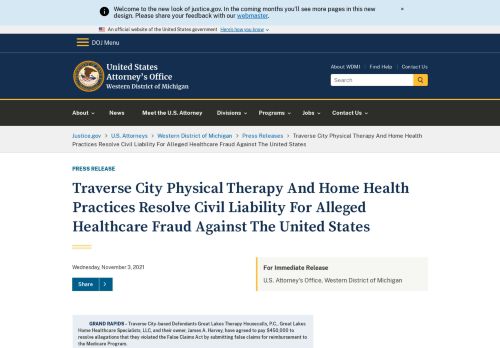 Welcome to the new look of justice.gov. In the coming months you'll see more pages in this new
design. Please share your feedback with our webmaster.
×
An official website of the United States government Here's how you know
DOJ Menu
United States
Attorney's Office
Western District of Michigan
About WDMI Find Help Contact Us
Search
About News Meet the U.S. Attorney Divisions Programs Jobs Contact Us
Justice.gov > U.S. Attorneys > Western District of Michigan > Press Releases > Traverse City Physical Therapy And Home Health
Practices Resolve Civil Liability For Alleged Healthcare Fraud Against The United States
PRESS RELEASE
Traverse City Physical Therapy And Home Health
Practices Resolve Civil Liability For Alleged
Healthcare Fraud Against The United States
Wednesday, November 3, 2021
Share >
For Immediate Release
U.S. Attorney's Office, Western District of Michigan
GRAND RAPIDS - Traverse City-based Defendants Great Lakes Therapy Housecalls, P.C., Great Lakes
Home Healthcare Specialists, LLC, and their owner, James A. Harvey, have agreed to pay $450,000 to
resolve allegations that they violated the False Claims Act by submitting false claims for reimbursement to
the Medicare Program.